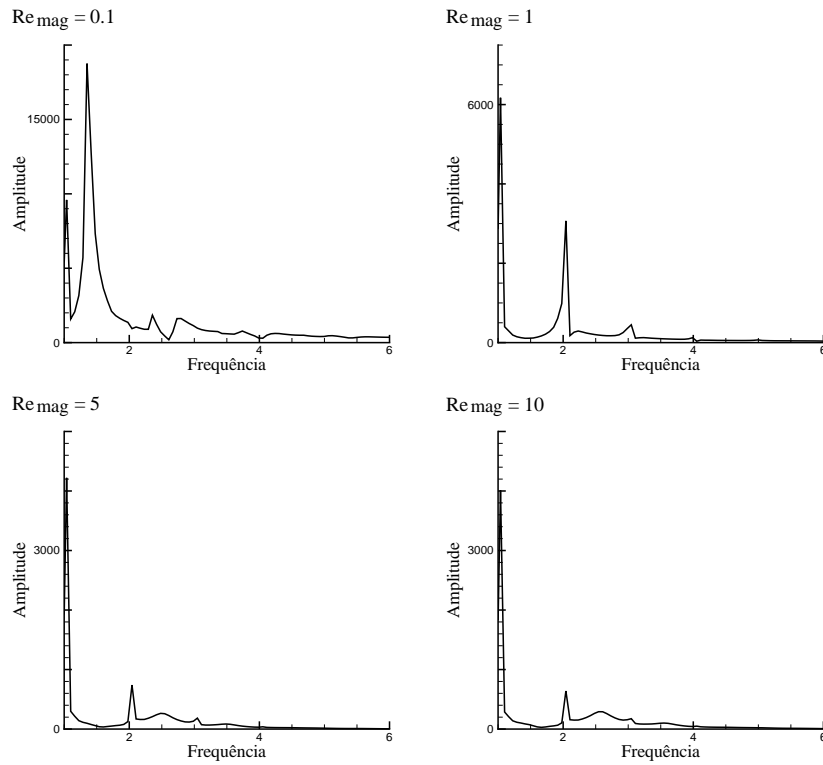 Re mag = 0.1
15000
0
Amplitude
2
4
6
Frequência
Re mag = 1
6000
0
Amplitude
2
4
6
Frequência
Re mag = 5
3000
0
Amplitude
2
4
6
Frequência
Re mag = 10
3000
0
Amplitude
2
4
6
Frequência